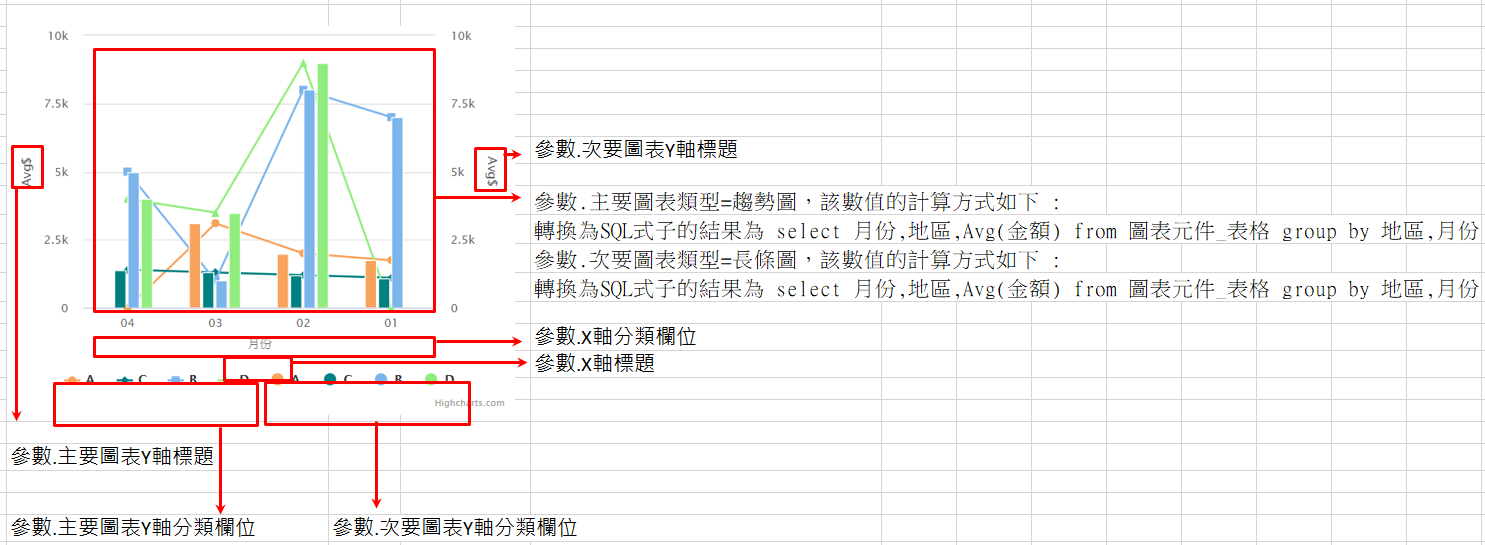 10k
10k
7.5k
7.5k
參數.次要圖表Y軸標題
Avg$
Avg$
5k
5k
參數.主要圖表類型=趨勢圖，該數值的計算方式如下 :
轉換為SQL式子的結果為 select 月份,地區,Avg(金額) from 圖表元件_表格 group by 地區,月份
2.5k
2.5k
參數.次要圖表類型=長條圖，該數值的計算方式如下 :
轉換為SQL式子的結果為 select 月份,地區,Avg(金額) from 圖表元件_表格 group by 地區,月份
0
0
04 03 02 01
參數.X軸分類欄位
月份
參數.X軸標題
A C B D A C B D
Highcharts.com
參數.主要圖表Y軸標題
參數.主要圖表Y軸分類欄位
參數.次要圖表Y軸分類欄位